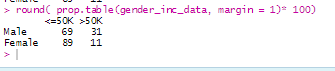 > round( prop.table(gender_inc_data, margin = 1)* 100)
<=50K >50K
Male 69 31
Female 89 11
>